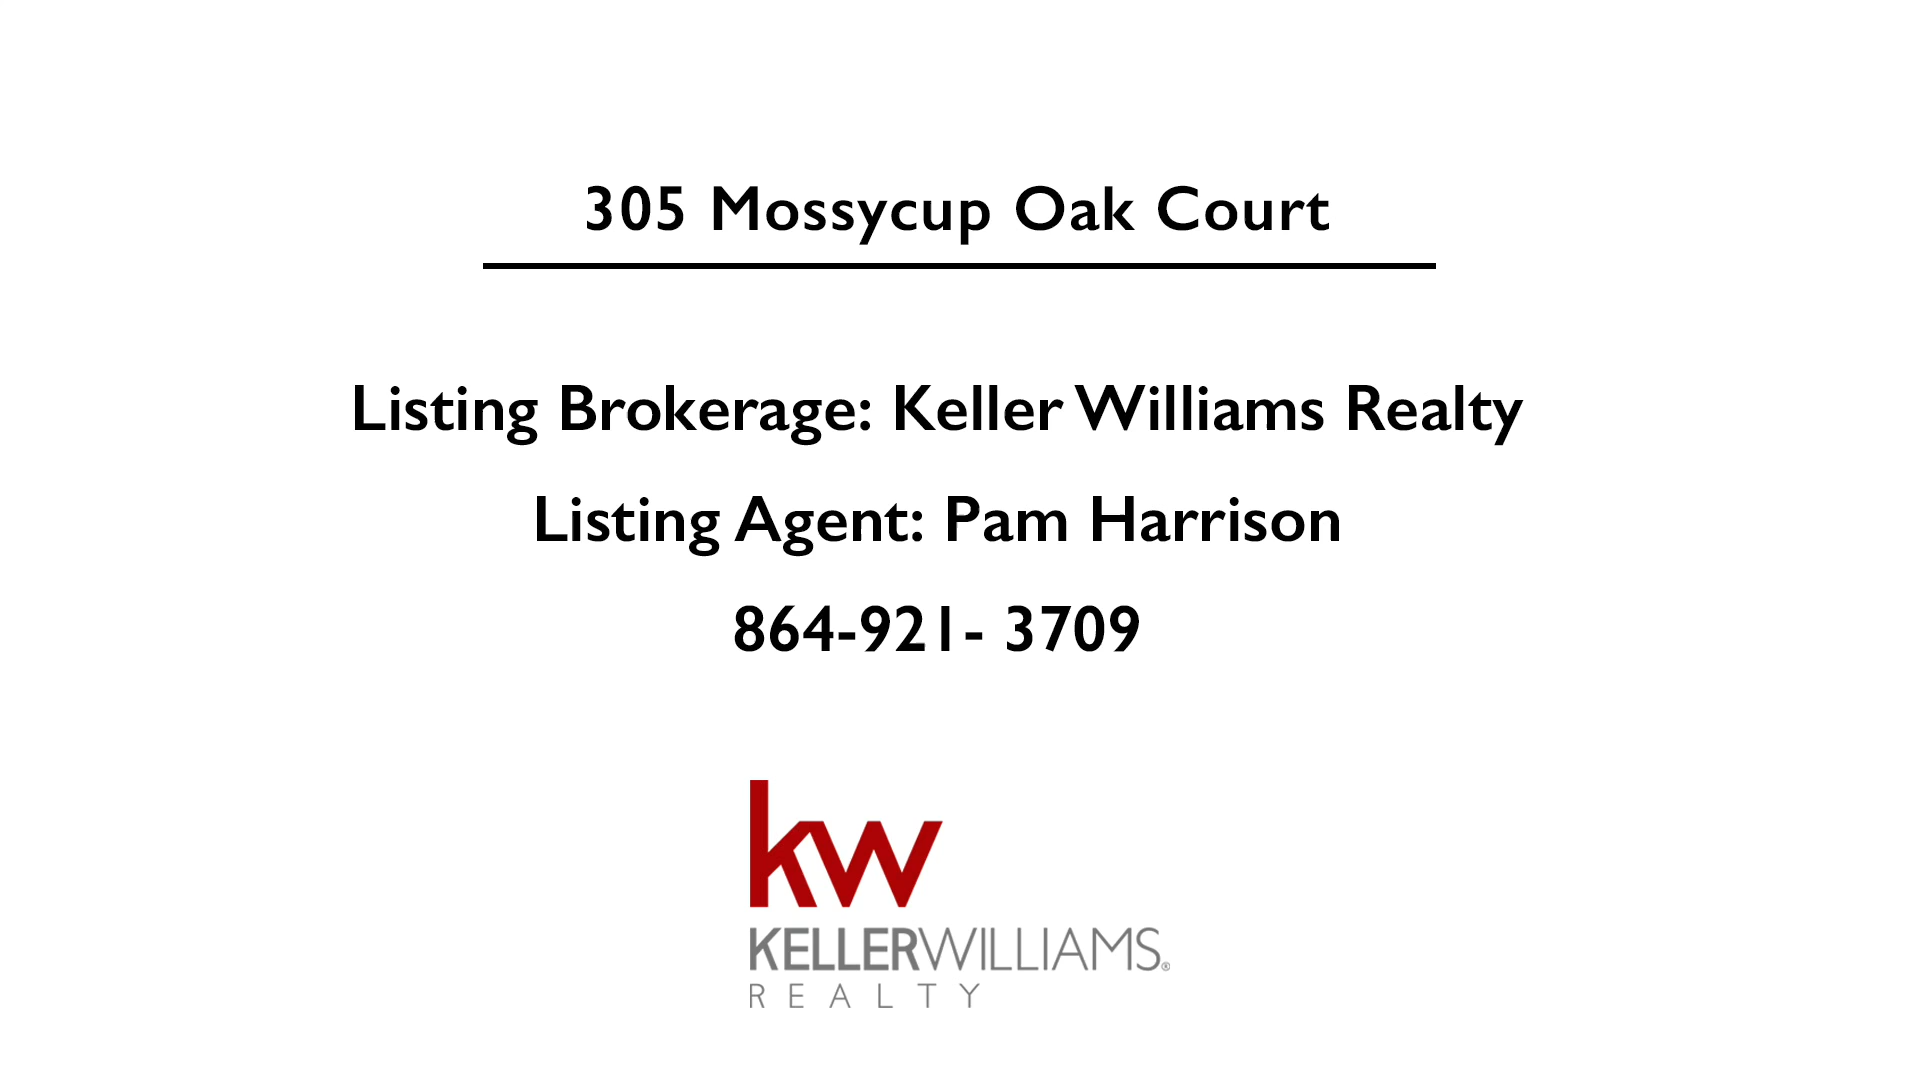 305 Mossycup Oak Court
Listing Brokerage: Keller Williams Realty
Listing Agent: Pam Harrison
864-921- 3709
kw
KELLERWILLIAMS®
REALTY